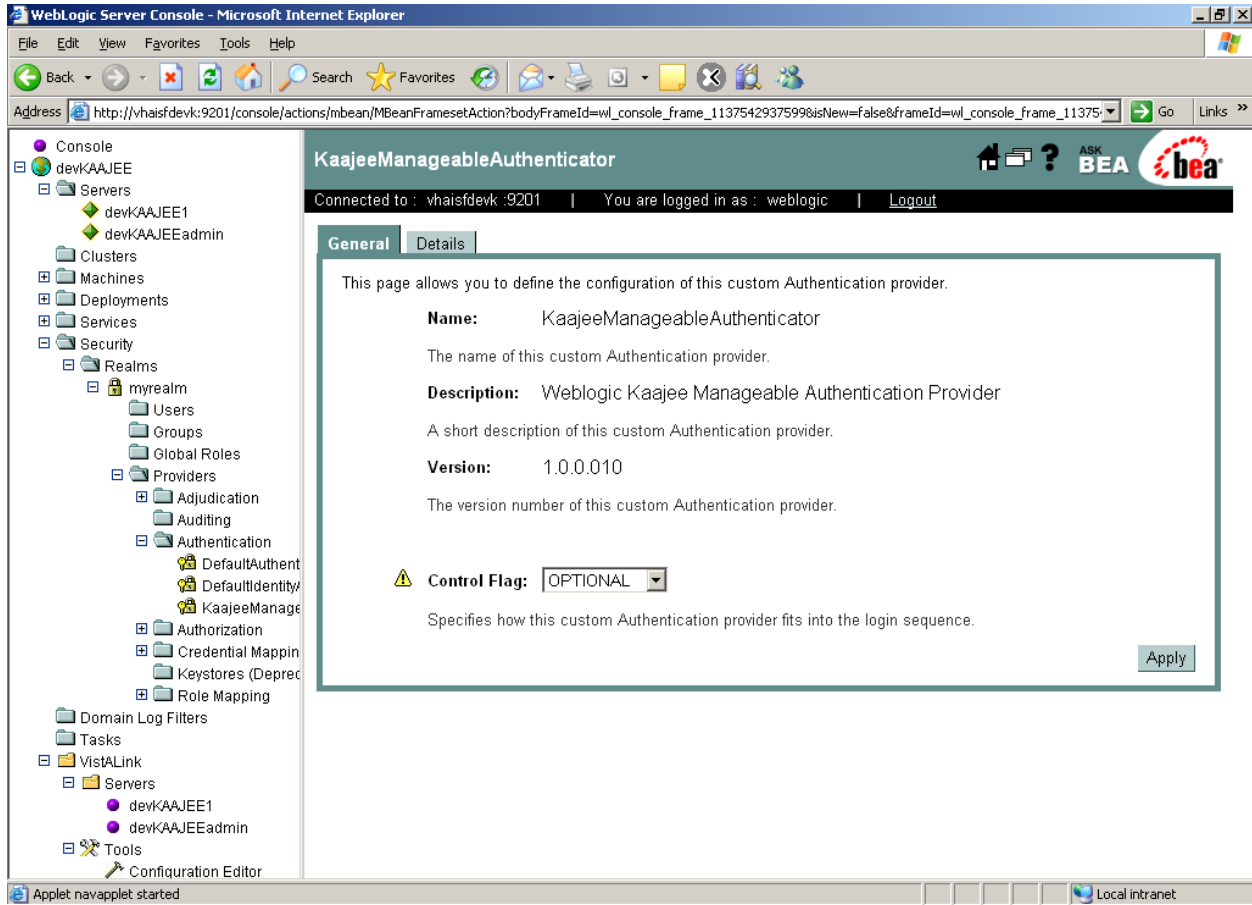 WebLogic Server Console - Microsoft Internet Explorer
File Edit View Favorites Tools Help
Back Search Favorites
Address http://vhaisfdevk:9201/console/actions/mbean/MBeanFramesetAction?bodyFrameId=wl_console_frame_1137542937599&isNew=false&frameId=wl_console_frame_11375 Go Links »
Console
devKAAJEE
Servers
devKAAJEE1
devKAAJEEadmin
Clusters
Machines
Deployments
Services
Security
Realms
myrealm
Users
Groups
Global Roles
Providers
Adjudication
Auditing
Authentication
DefaultAuthent
DefaultIdentityA
KaajeeManage
Authorization
Credential Mappin
Keystores (Deprec
Role Mapping
Domain Log Filters
Tasks
VistALink
Servers
devKAAJEE1
devKAAJEEadmin
Tools
Configuration Editor
KaajeeManageableAuthenticator
? ASK BEA bea
Connected to : vhaisfdevk :9201 | You are logged in as : weblogic | Logout
General Details
This page allows you to define the configuration of this custom Authentication provider.
Name: KaajeeManageableAuthenticator
The name of this custom Authentication provider.
Description: Weblogic Kaajee Manageable Authentication Provider
A short description of this custom Authentication provider.
Version: 1.0.0.010
The version number of this custom Authentication provider.
Control Flag: OPTIONAL
Specifies how this custom Authentication provider fits into the login sequence.
Apply
Applet navapplet started Local intranet